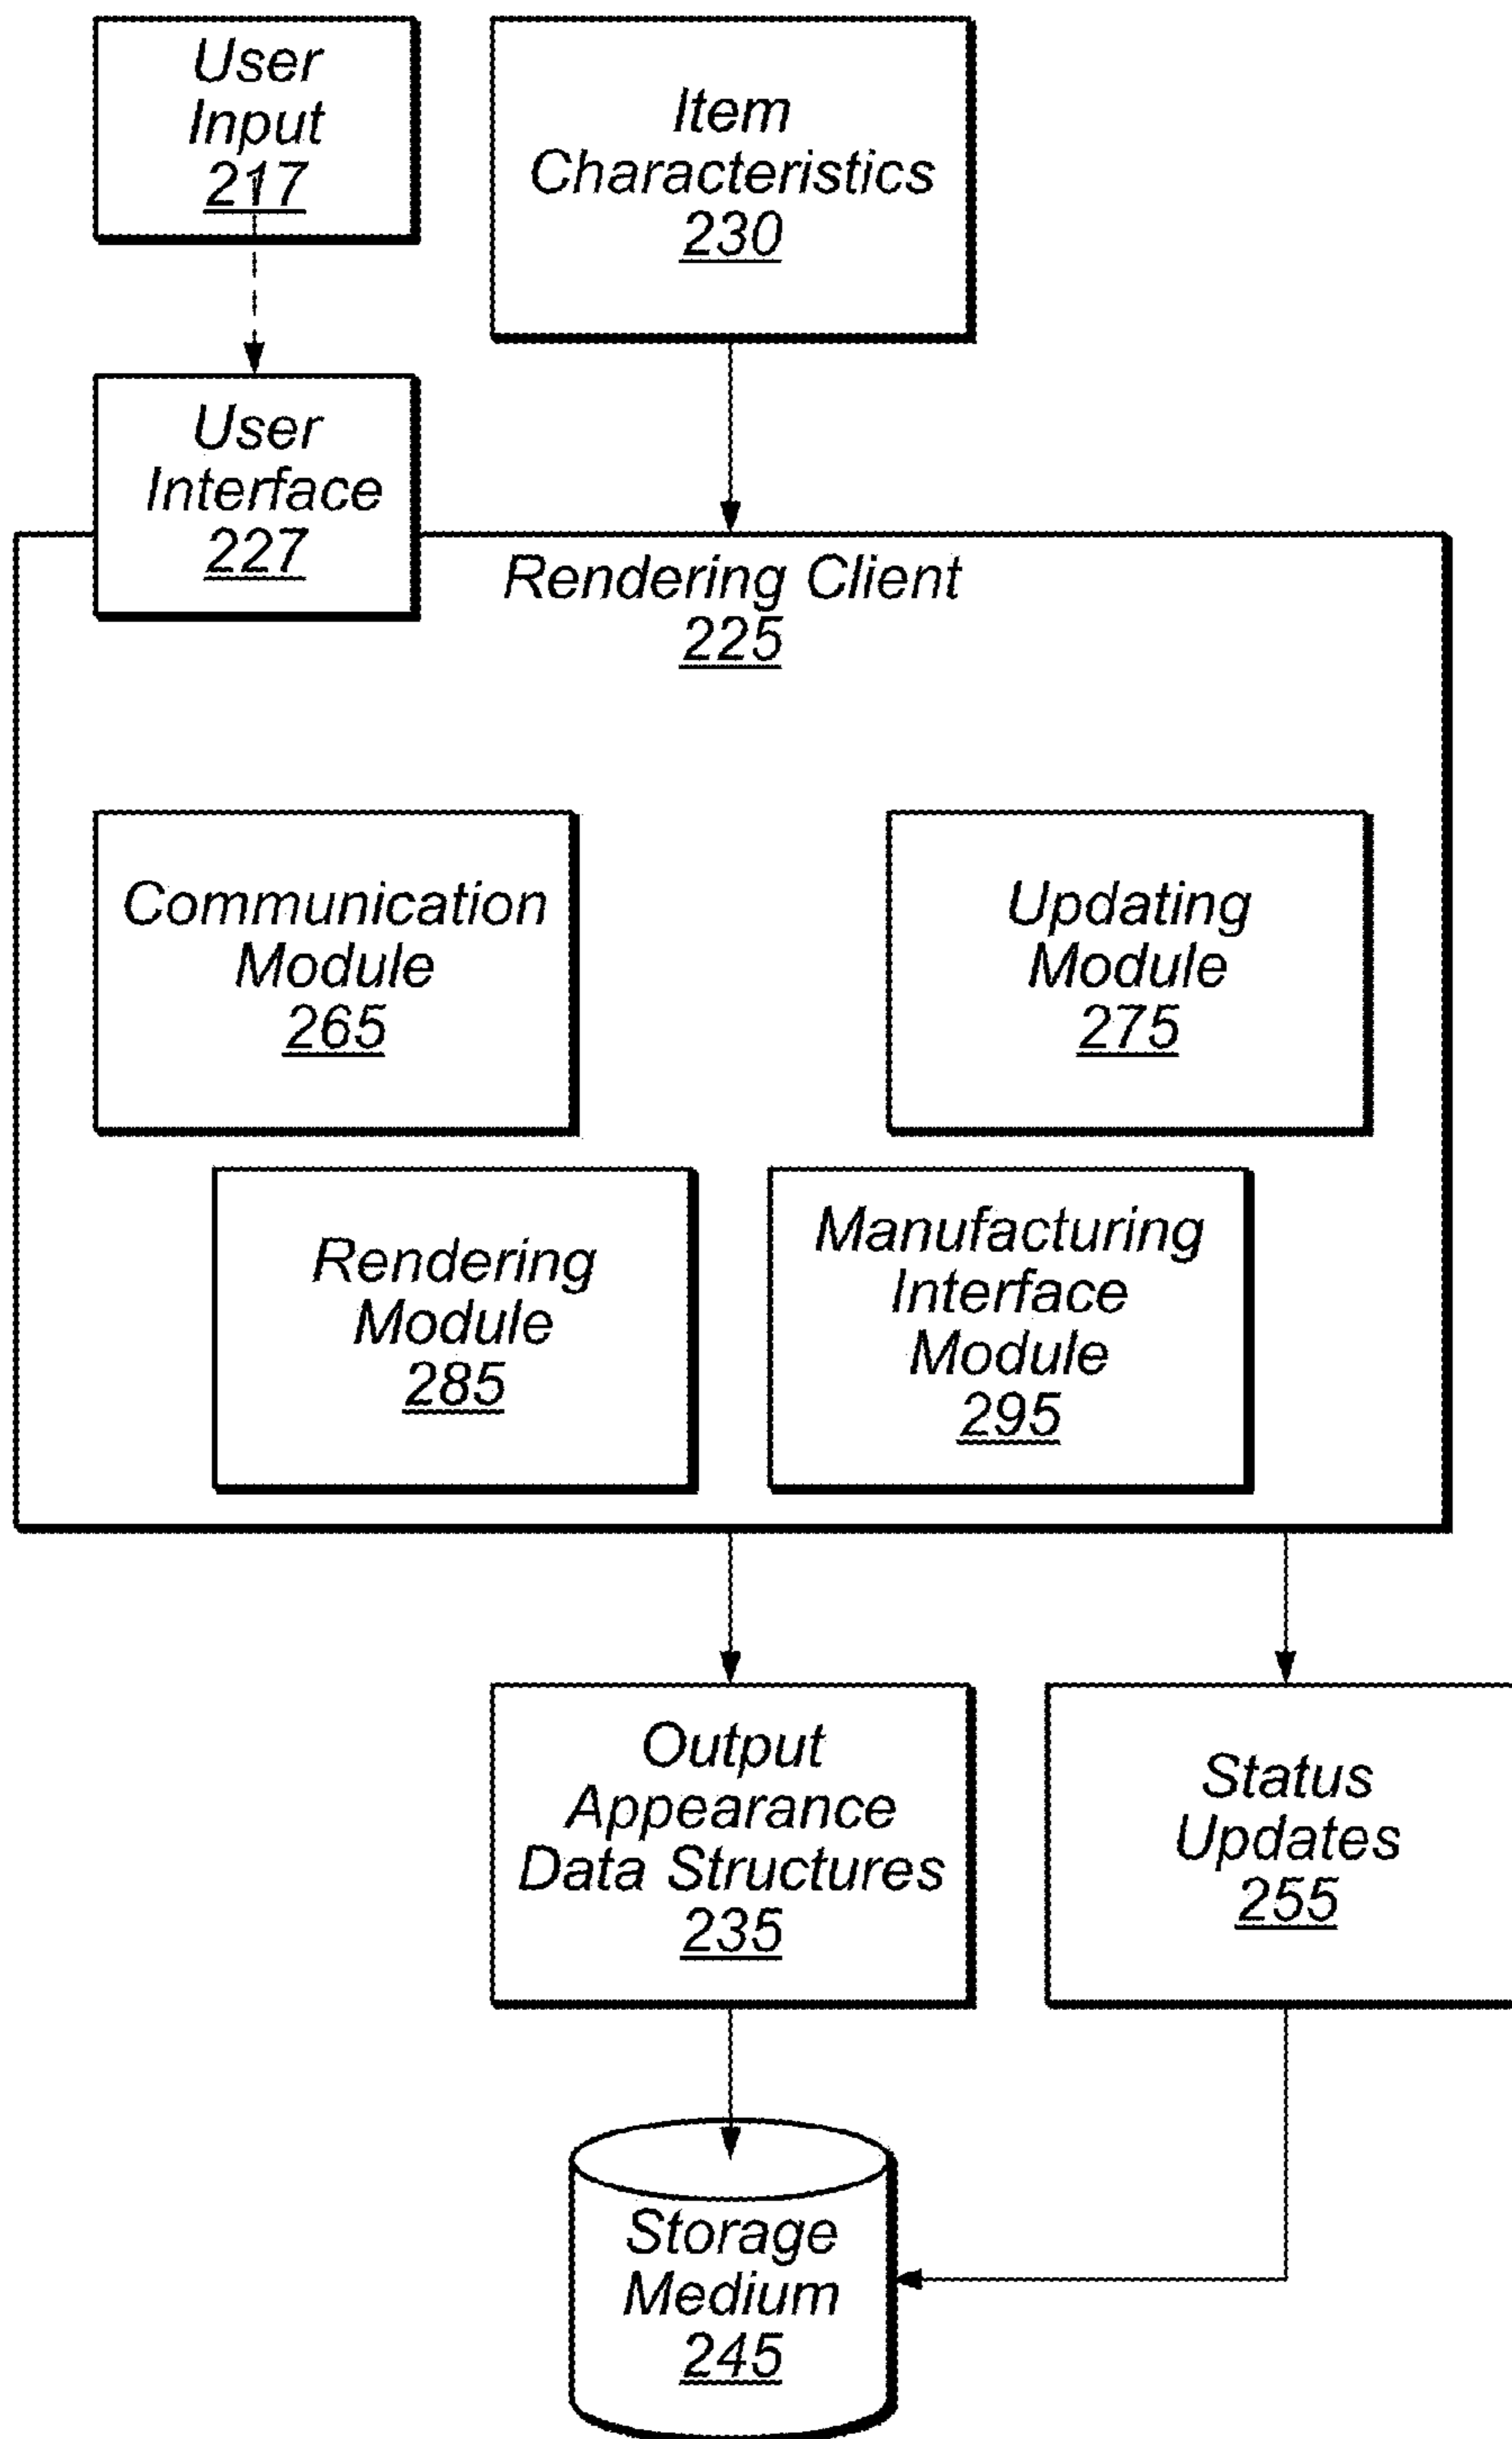 User
Input
217
Item
Characteristics
230
User
Interface
227
Rendering Client
225
Communication
Module
265
Updating
Module
275
Rendering
Module
285
Manufacturing
Interface
Module
295
Output
Appearance
Data Structures
235
Status
Updates
255
Storage
Medium
245